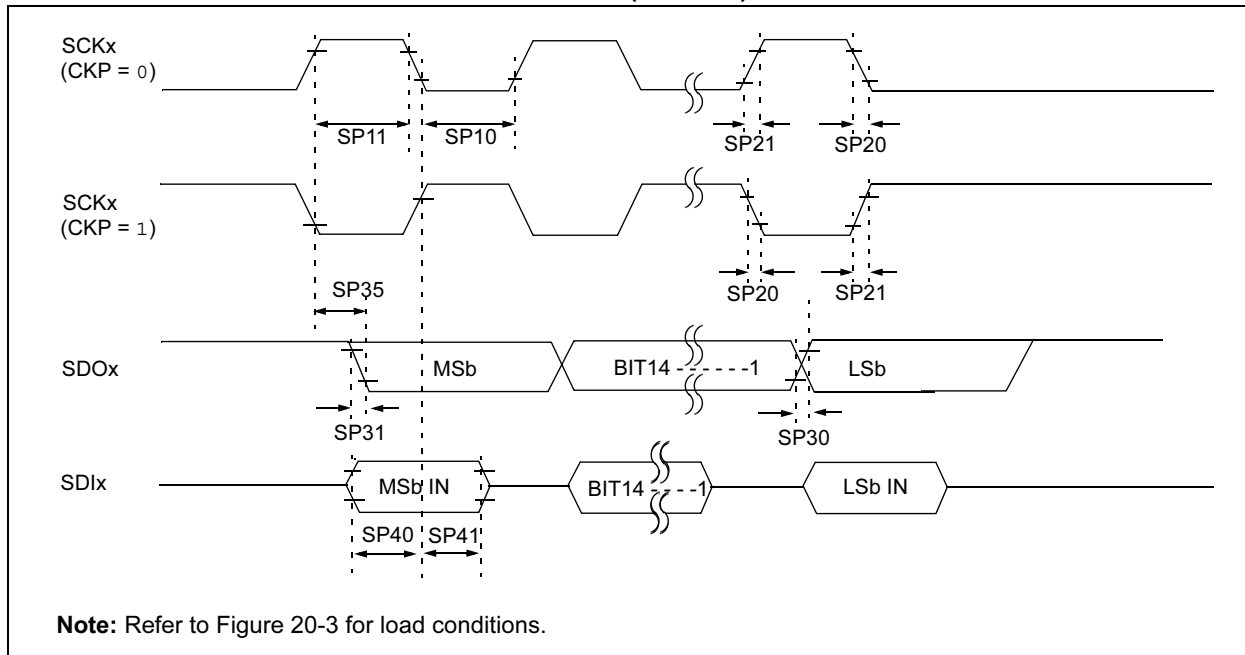 SCKx
(CKP = 0)
SP11
SP10
SP21
SP20
SCKx
(CKP = 1)
SP35
SP20
SP21
SDOx
MSb
BIT14 - - - - - - -1
LSb
SP31
SP30
SDIx
MSb IN
BIT14 - - - - -1
LSb IN
SP40
SP41
Note: Refer to Figure 20-3 for load conditions.